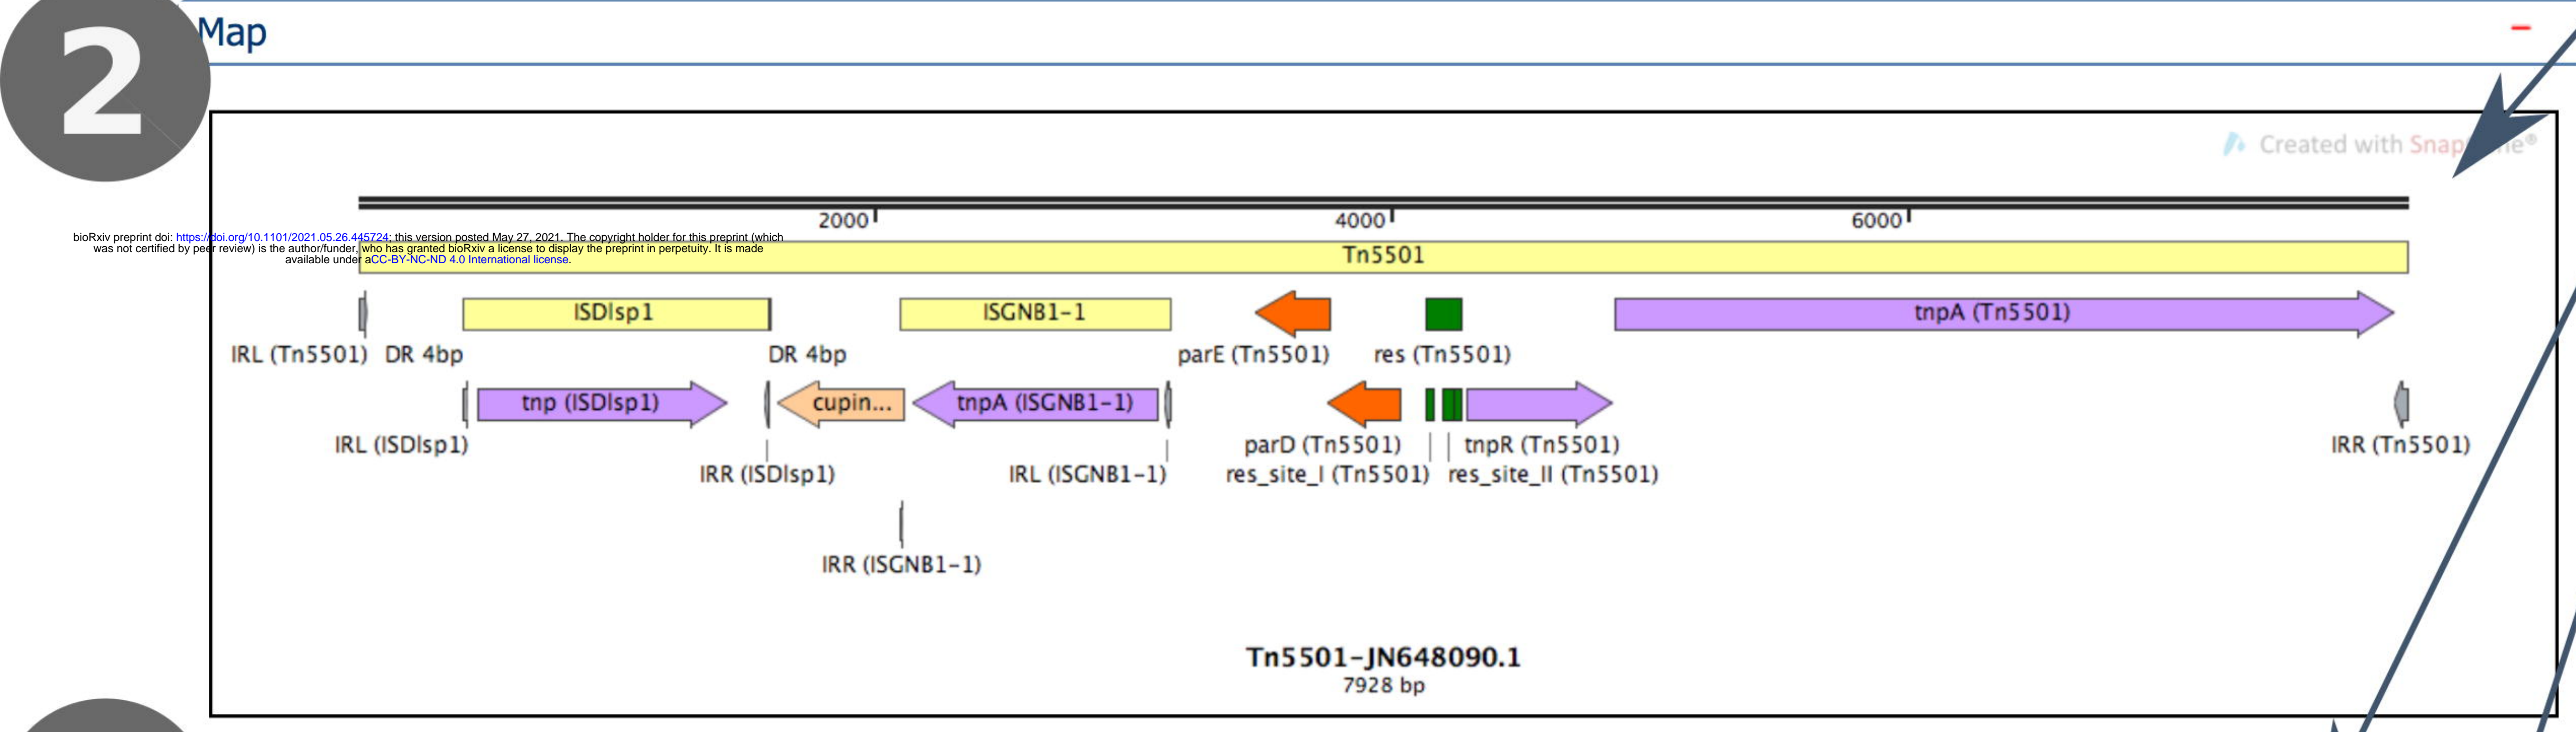 2
Map
Created with Snap
e®
2000
4000
6000
bioRxiv preprint doi: https://doi.org/10.1101/2021.05.26.445724; this version posted May 27, 2021. The copyright holder for this preprint (which
was not certified by peer review) is the author/funder, who has granted bioRxiv a license to display the preprint in perpetuity. It is made
available under aCC-BY-NC-ND 4.0 International license.
Tn5501
ISDlsp1
ISGNB1-1
tnpA (Tn5501)
IRL (Tn5501)
DR 4bp
DR 4bp
parE (Tn5501)
res (Tn5501)
tnp (ISDlsp1)
cupin...
tnpA (ISGNB1-1)
IRL (ISDlsp1)
parD (Tn5501)
tnpR (Tn5501)
IRR (Tn5501)
IRR (ISDlsp1)
IRL (ISGNB1-1)
res_site_I (Tn5501)
res_site_II (Tn5501)
IRR (ISGNB1-1)
Tn5501-JN648090.1
7928 bp